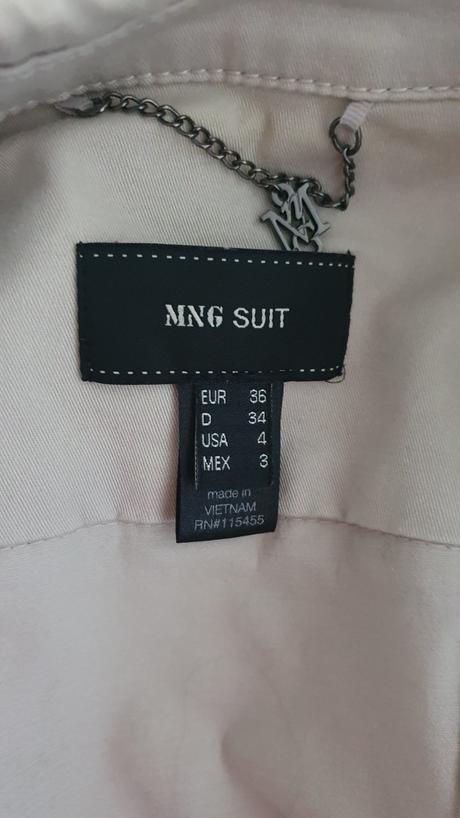 MNG SUIT
EUR 36
D 34
USA 4
MEX 3
made in
VIETNAM
RN#115455